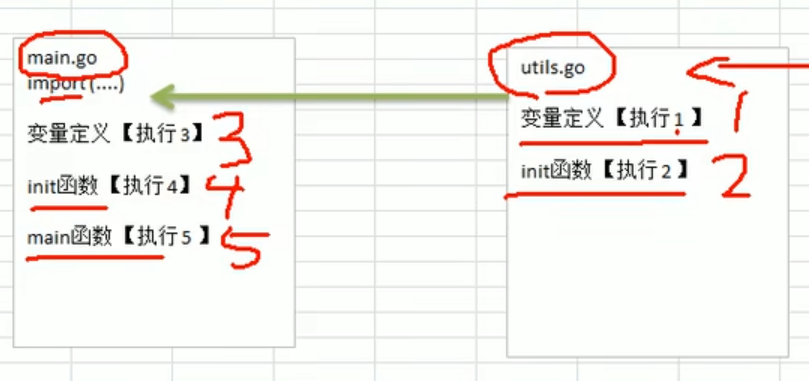 main.go
import (....)
变量定义【执行3】 3
init函数【执行4】 4
main函数【执行5 】 5
utils.go
变量定义【执行1 】 1
init函数【执行2 】 2